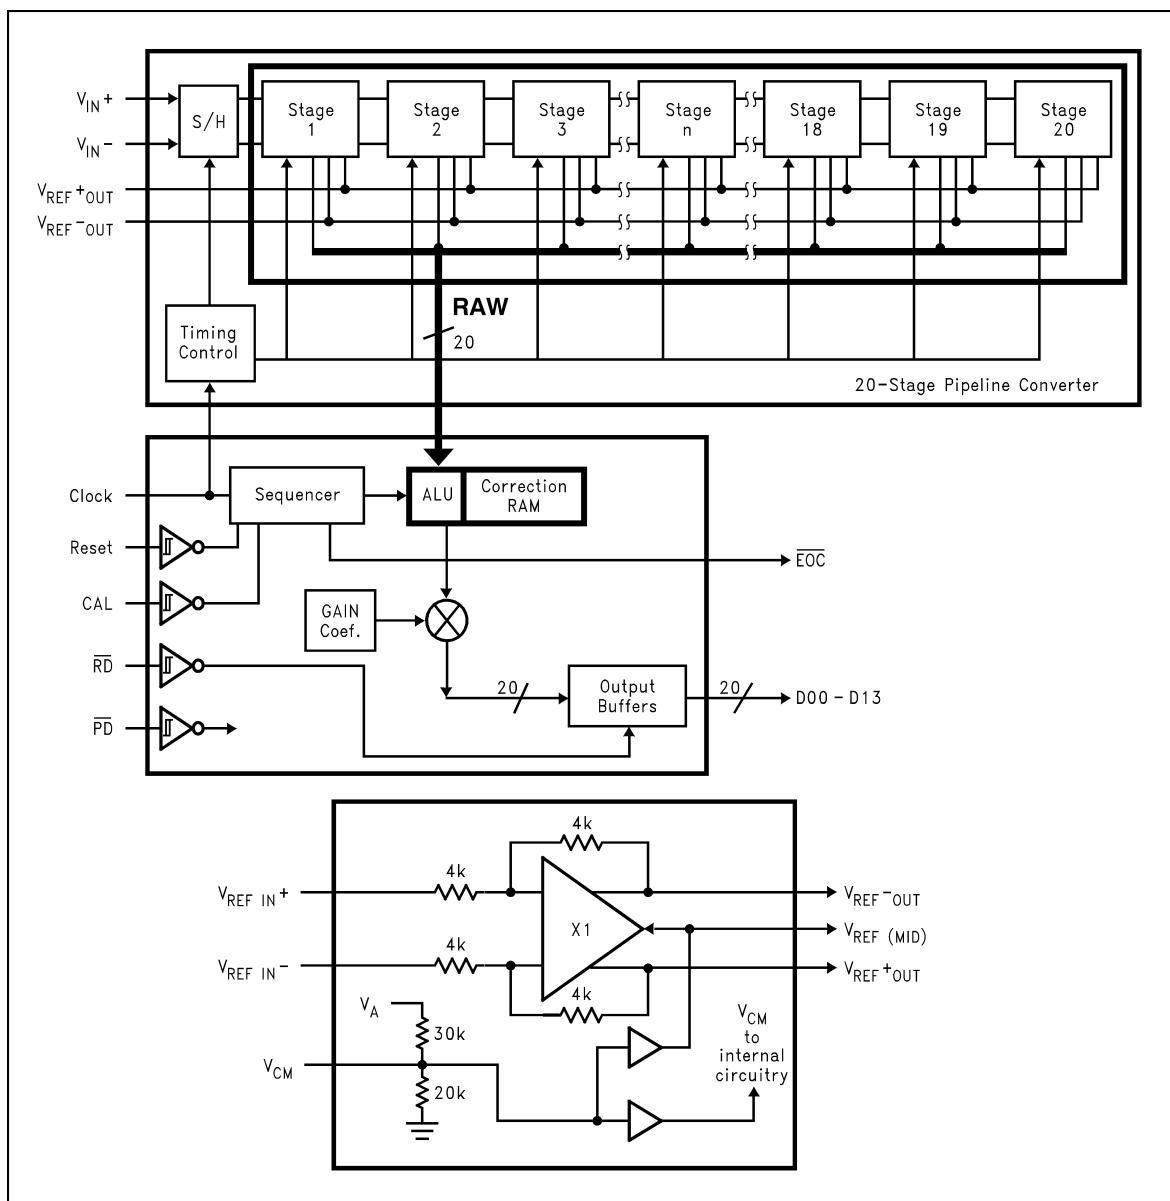 V_IN+
V_IN−
V_REF+OUT
V_REF−OUT
S/H
Stage
1
Stage
2
Stage
3
Stage
n
Stage
18
Stage
19
Stage
20
RAW
20
Timing
Control
20−Stage Pipeline Converter
Clock
Sequencer
ALU
Correction
RAM
Reset
EOC
CAL
GAIN
Coef.
RD
20
Output
Buffers
20
D00 − D13
PD
4k
4k
V_REF IN+
V_REF−OUT
X1
V_REF (MID)
4k
V_REF IN−
V_REF+OUT
4k
V_A
30k
V_CM
20k
V_CM
to
internal
circuitry